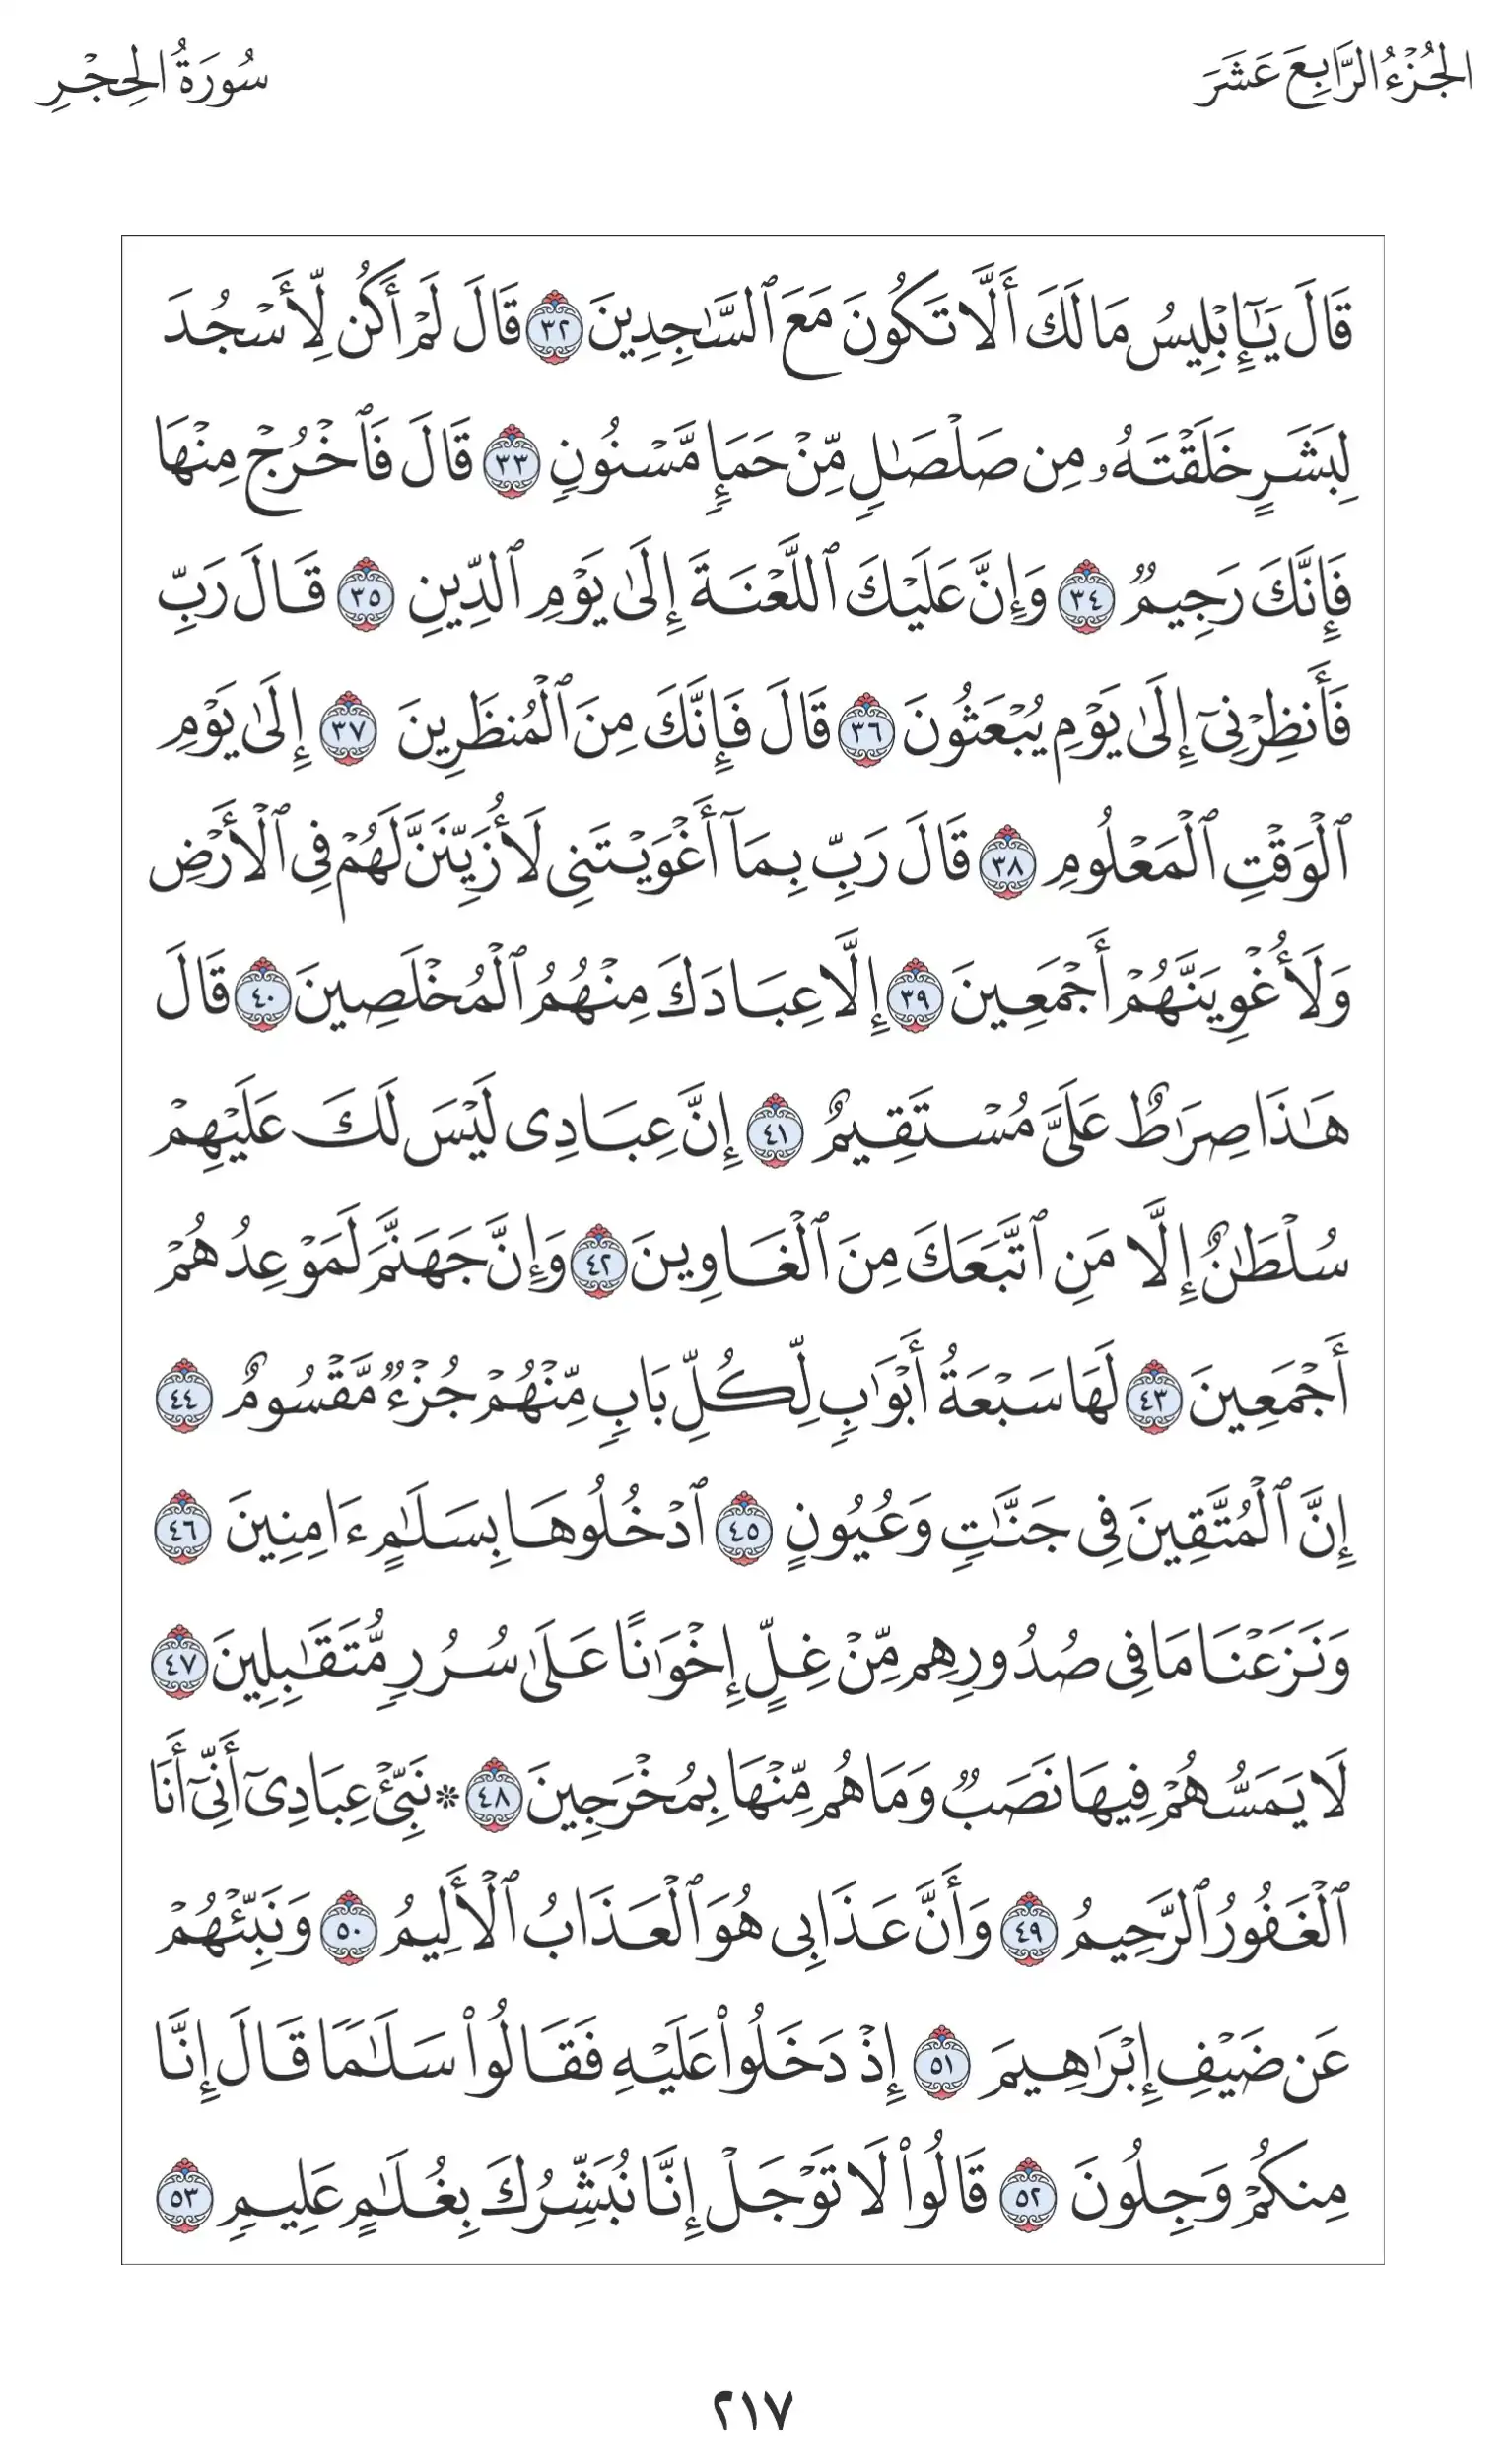 الجُزْءُ الرَّابِعَ عَشَرَ
سُورَةُ الحِجْرِ
قَالَ يَـٰٓإِبْلِيسُ مَا لَكَ أَلَّا تَكُونَ مَعَ ٱلسَّـٰجِدِينَ ٣٢ قَالَ لَمْ أَكُن لِّأَسْجُدَ
لِبَشَرٍ خَلَقْتَهُۥ مِن صَلْصَـٰلٍ مِّنْ حَمَإٍ مَّسْنُونٍ ٣٣ قَالَ فَٱخْرُجْ مِنْهَا
فَإِنَّكَ رَجِيمٌ ٣٤ وَإِنَّ عَلَيْكَ ٱللَّعْنَةَ إِلَىٰ يَوْمِ ٱلدِّينِ ٣٥ قَالَ رَبِّ
فَأَنظِرْنِىٓ إِلَىٰ يَوْمِ يُبْعَثُونَ ٣٦ قَالَ فَإِنَّكَ مِنَ ٱلْمُنظَرِينَ ٣٧ إِلَىٰ يَوْمِ
ٱلْوَقْتِ ٱلْمَعْلُومِ ٣٨ قَالَ رَبِّ بِمَآ أَغْوَيْتَنِى لَأُزَيِّنَنَّ لَهُمْ فِى ٱلْأَرْضِ
وَلَأُغْوِيَنَّهُمْ أَجْمَعِينَ ٣٩ إِلَّا عِبَادَكَ مِنْهُمُ ٱلْمُخْلَصِينَ ٤٠ قَالَ
هَـٰذَا صِرَٰطٌ عَلَىَّ مُسْتَقِيمٌ ٤١ إِنَّ عِبَادِى لَيْسَ لَكَ عَلَيْهِمْ
سُلْطَـٰنٌ إِلَّا مَنِ ٱتَّبَعَكَ مِنَ ٱلْغَاوِينَ ٤٢ وَإِنَّ جَهَنَّمَ لَمَوْعِدُهُمْ
أَجْمَعِينَ ٤٣ لَهَا سَبْعَةُ أَبْوَٰبٍ لِّكُلِّ بَابٍ مِّنْهُمْ جُزْءٌ مَّقْسُومٌ ٤٤
إِنَّ ٱلْمُتَّقِينَ فِى جَنَّـٰتٍ وَعُيُونٍ ٤٥ ٱدْخُلُوهَا بِسَلَـٰمٍ ءَامِنِينَ ٤٦
وَنَزَعْنَا مَا فِى صُدُورِهِم مِّنْ غِلٍّ إِخْوَٰنًا عَلَىٰ سُرُرٍ مُّتَقَـٰبِلِينَ ٤٧
لَا يَمَسُّهُمْ فِيهَا نَصَبٌ وَمَا هُم مِّنْهَا بِمُخْرَجِينَ ٤٨ * نَبِّئْ عِبَادِىٓ أَنِّىٓ أَنَا
ٱلْغَفُورُ ٱلرَّحِيمُ ٤٩ وَأَنَّ عَذَابِى هُوَ ٱلْعَذَابُ ٱلْأَلِيمُ ٥٠ وَنَبِّئْهُمْ
عَن ضَيْفِ إِبْرَٰهِيمَ ٥١ إِذْ دَخَلُوا۟ عَلَيْهِ فَقَالُوا۟ سَلَـٰمًا قَالَ إِنَّا
مِنكُمْ وَجِلُونَ ٥٢ قَالُوا۟ لَا تَوْجَلْ إِنَّا نُبَشِّرُكَ بِغُلَـٰمٍ عَلِيمٍ ٥٣
٢١٧